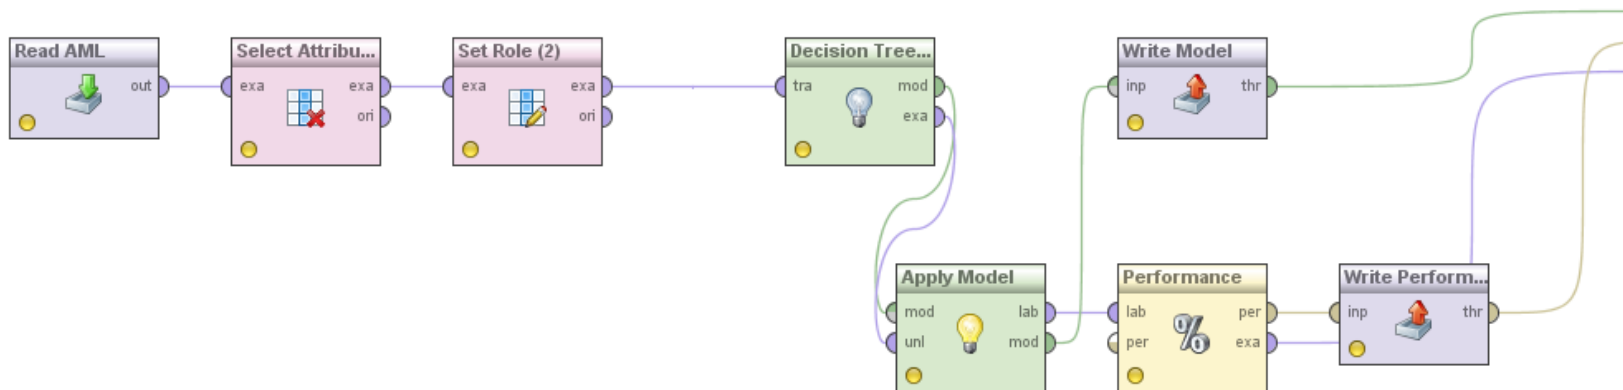 Read AML
out
Select Attribu...
exa exa
ori
Set Role (2)
exa exa
ori
Decision Tree...
tra mod
exa
Write Model
inp thr
Apply Model
mod lab
unl mod
Performance
lab per
per exa
Write Perform...
inp thr
%